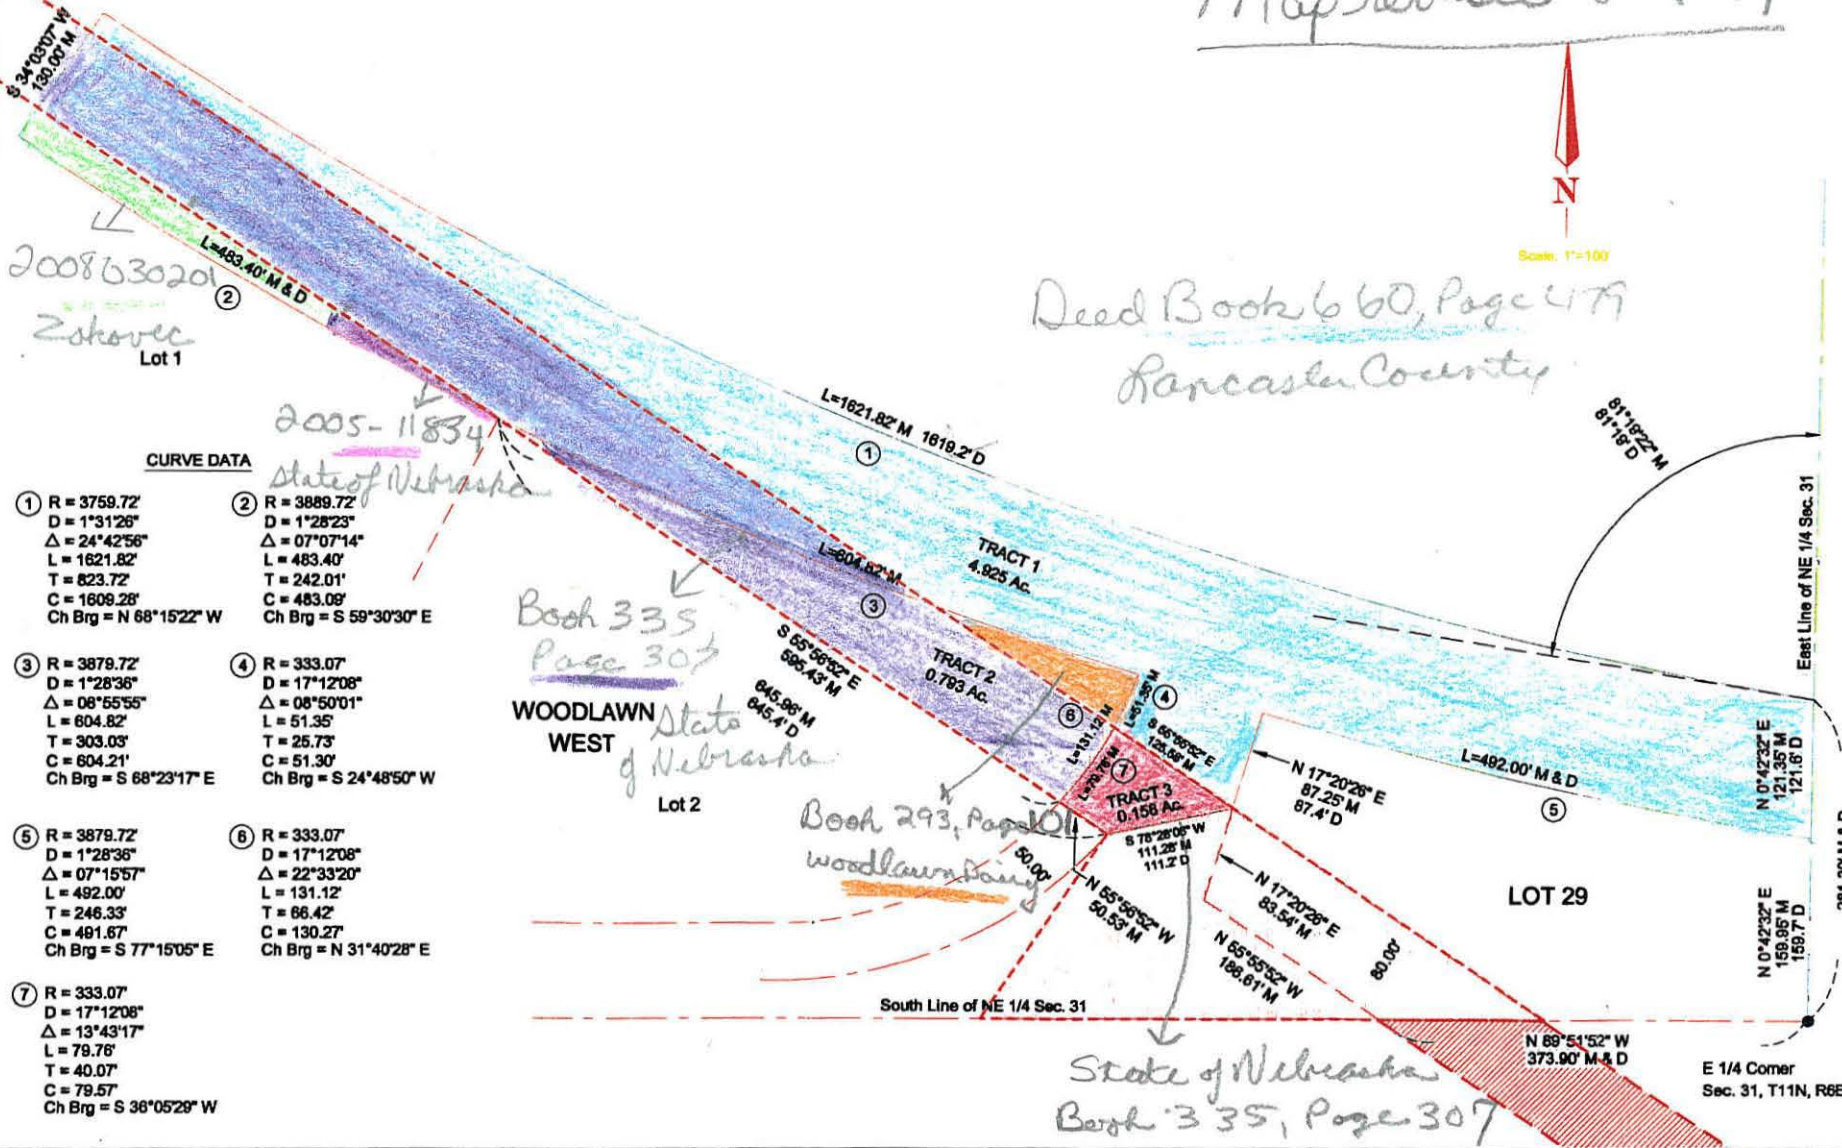 S 34°03'07" W
130.00' M
N
Scale: 1"=100'
Deed Book 660, Page 479
Lancaster County
2008030201
Zakovec
Lot 1
L=483.40' M & D
②
2005-11834
State of Nebraska
L=1621.82' M 1619.2' D
①
81°19'22" M
81°19' D
East Line of NE 1/4 Sec. 31
CURVE DATA
① R = 3759.72'
D = 1°31'26"
Δ = 24°42'56"
L = 1621.82'
T = 823.72'
C = 1609.28'
Ch Brg = N 68°15'22" W
② R = 3889.72'
D = 1°28'23"
Δ = 07°07'14"
L = 483.40'
T = 242.01'
C = 483.09'
Ch Brg = S 59°30'30" E
③ R = 3879.72'
D = 1°28'36"
Δ = 08°55'55"
L = 604.82'
T = 303.03'
C = 604.21'
Ch Brg = S 68°23'17" E
④ R = 333.07'
D = 17°12'08"
Δ = 08°50'01"
L = 51.35'
T = 25.73'
C = 51.30'
Ch Brg = S 24°48'50" W
⑤ R = 3879.72'
D = 1°28'36"
Δ = 07°15'57"
L = 492.00'
T = 246.33'
C = 491.67'
Ch Brg = S 77°15'05" E
⑥ R = 333.07'
D = 17°12'08"
Δ = 22°33'20"
L = 131.12'
T = 66.42'
C = 130.27'
Ch Brg = N 31°40'28" E
⑦ R = 333.07'
D = 17°12'08"
Δ = 13°43'17"
L = 79.76'
T = 40.07'
C = 79.57'
Ch Brg = S 36°05'29" W
TRACT 1
4.925 Ac.
L=604.82' M
③
Book 335,
Page 307
State
of Nebraska
WOODLAWN
WEST
Lot 2
S 55°56'52" E
595.43' M
645.96' M
645.4' D
TRACT 2
0.793 Ac.
⑥
L=131.12' M
L=51.35' M
④
S 55°55'52" E
125.58' M
L=79.76' M
⑦
TRACT 3
0.158 Ac.
S 78°28'05" W
111.28' M
111.2' D
Book 293, Page 101
Woodlawn Dairy
50.00'
N 55°56'52" W
50.53' M
N 17°20'26" E
87.25' M
87.4' D
L=492.00' M & D
⑤
N 0°42'32" E
121.35' M
121.6' D
N 17°20'26" E
83.54' M
N 55°55'52" W
186.61' M
80.00'
LOT 29
N 0°42'32" E
159.95' M
159.7' D
South Line of NE 1/4 Sec. 31
N 89°51'52" W
373.90' M & D
E 1/4 Corner
Sec. 31, T11N, R6E
State of Nebraska
Book 335, Page 307